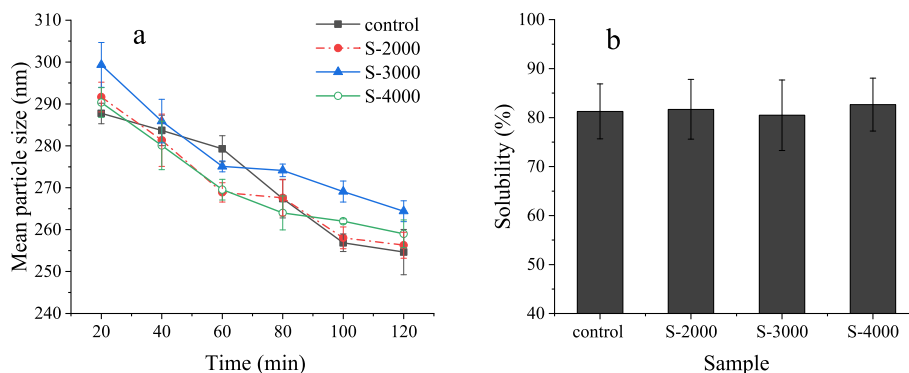 310
300
290
280
270
260
250
240
Mean particle size (nm)
a
control
S-2000
S-3000
S-4000
20
40
60
80
100
120
Time (min)
100
90
80
70
60
50
40
Solubility (%)
b
control
S-2000
S-3000
S-4000
Sample